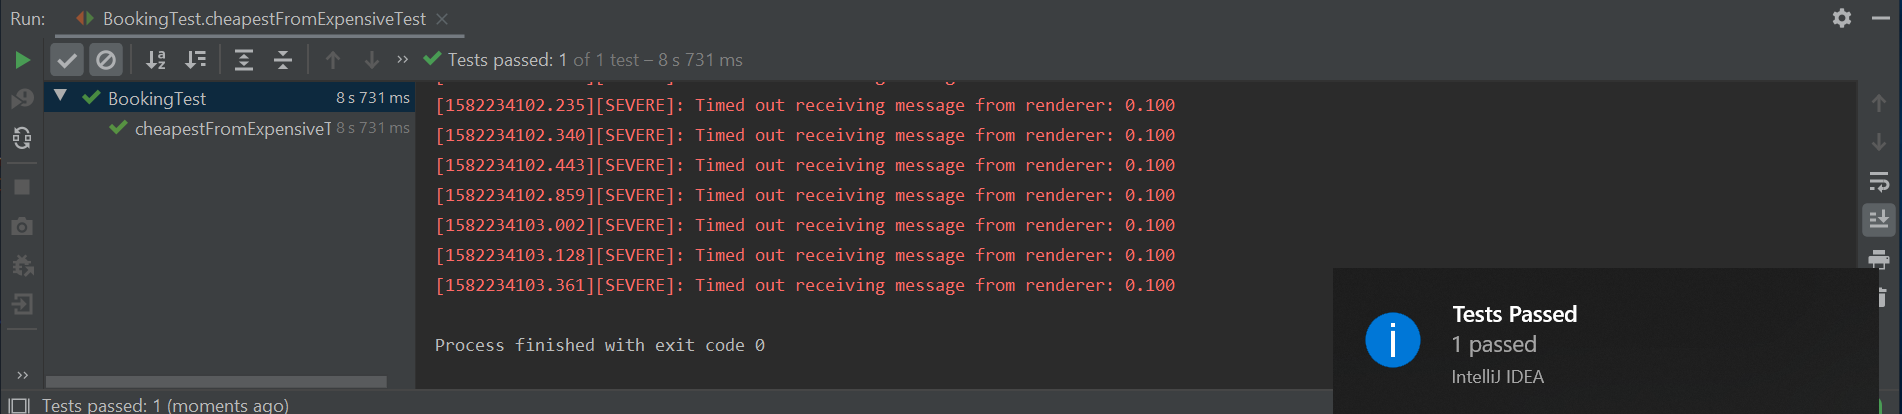 Run: BookingTest.cheapestFromExpensiveTest
Tests passed: 1 of 1 test – 8 s 731 ms
BookingTest 8 s 731 ms
cheapestFromExpensiveT 8 s 731 ms
[1582234102.235][SEVERE]: Timed out receiving message from renderer: 0.100
[1582234102.340][SEVERE]: Timed out receiving message from renderer: 0.100
[1582234102.443][SEVERE]: Timed out receiving message from renderer: 0.100
[1582234102.859][SEVERE]: Timed out receiving message from renderer: 0.100
[1582234103.002][SEVERE]: Timed out receiving message from renderer: 0.100
[1582234103.128][SEVERE]: Timed out receiving message from renderer: 0.100
[1582234103.361][SEVERE]: Timed out receiving message from renderer: 0.100
Process finished with exit code 0
Tests Passed
1 passed
IntelliJ IDEA
Tests passed: 1 (moments ago)